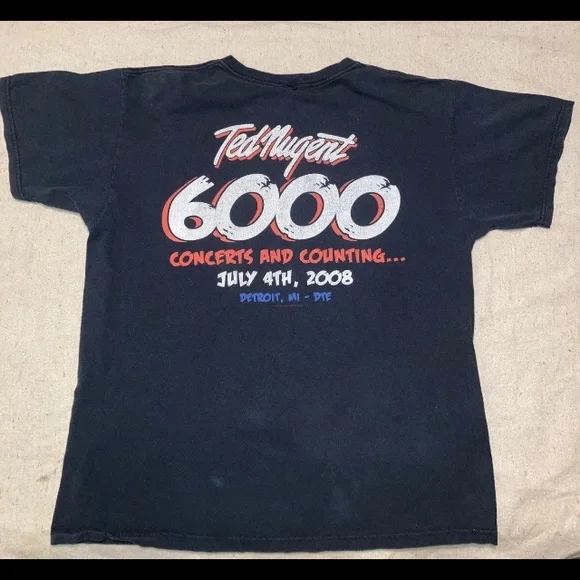 Ted Nugent
6000
CONCERTS AND COUNTING...
JULY 4TH, 2008
DETROIT, MI - DTE